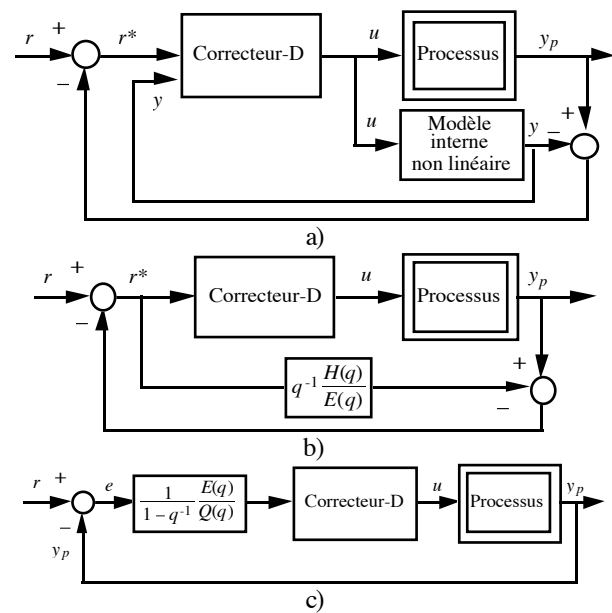 r + r* Correcteur-D u Processus y_p
− y + −
u Modèle interne non linéaire y
a)
r + r* Correcteur-D u Processus y_p
− +
q⁻¹ H(q)/E(q) −
b)
r + e 1/(1 − q⁻¹) E(q)/Q(q) Correcteur-D u Processus y_p
−
y_p
c)